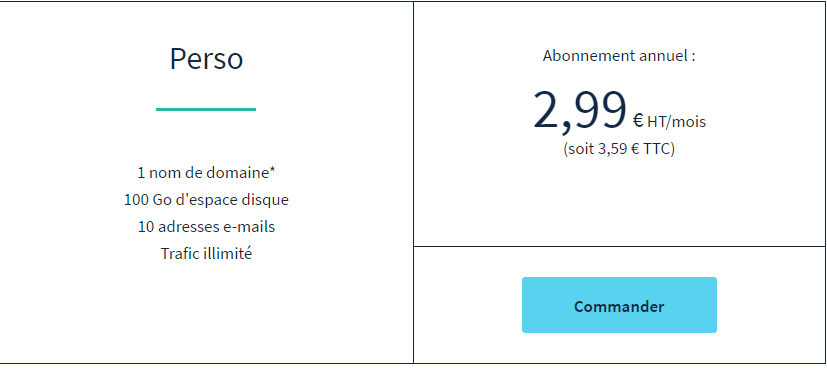 Perso
1 nom de domaine*
100 Go d'espace disque
10 adresses e-mails
Trafic illimité
Abonnement annuel :
2,99 € HT/mois
(soit 3,59 € TTC)
Commander